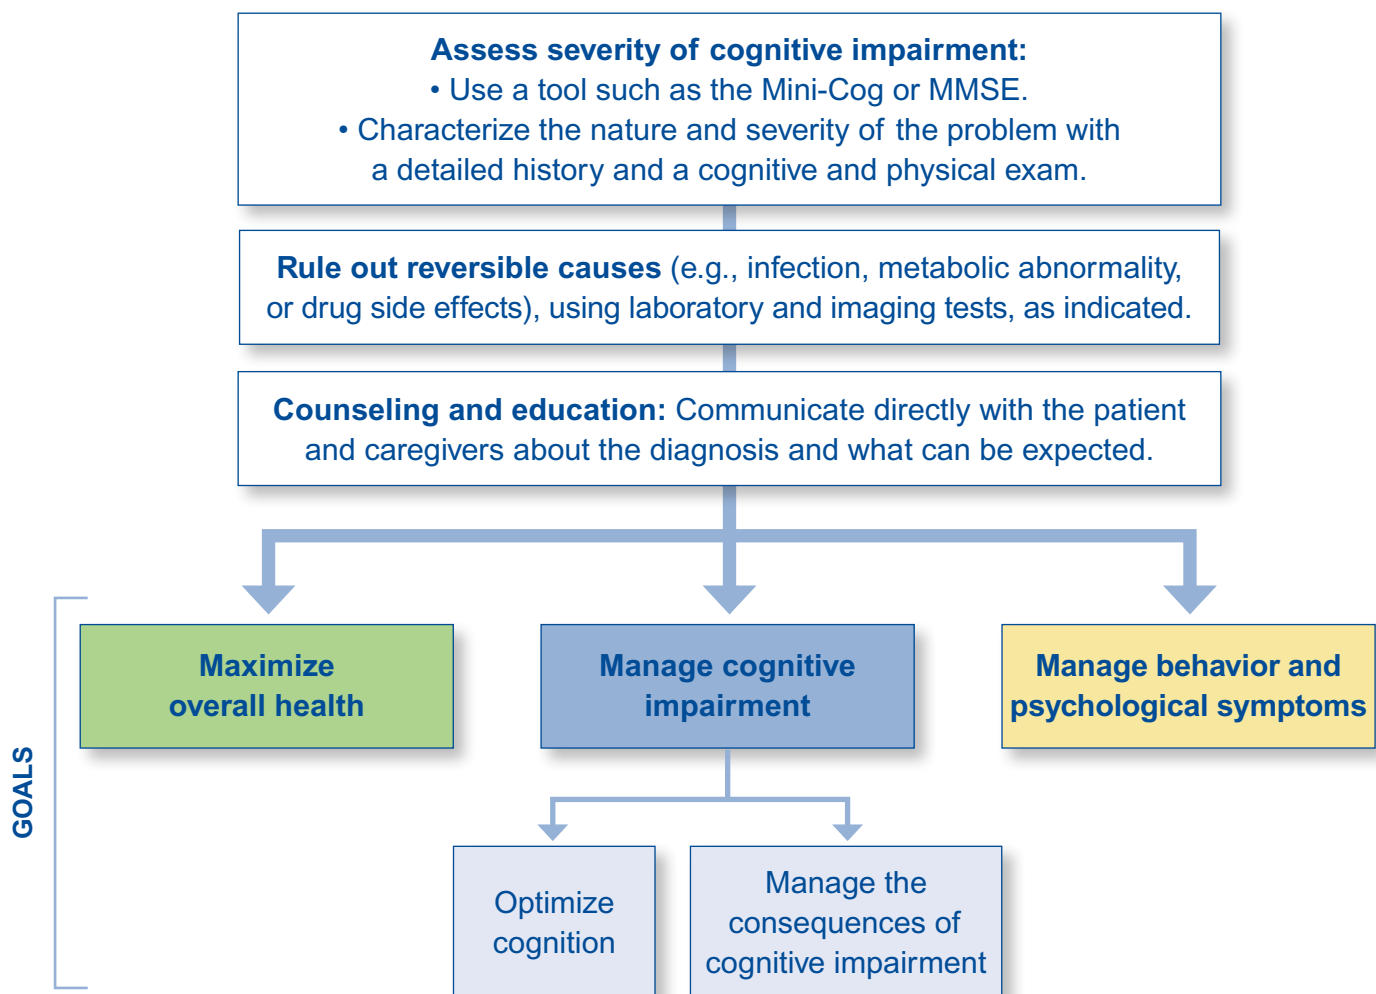 Assess severity of cognitive impairment:
• Use a tool such as the Mini-Cog or MMSE.
• Characterize the nature and severity of the problem with
a detailed history and a cognitive and physical exam.
Rule out reversible causes (e.g., infection, metabolic abnormality,
or drug side effects), using laboratory and imaging tests, as indicated.
Counseling and education: Communicate directly with the patient
and caregivers about the diagnosis and what can be expected.
GOALS
Maximize
overall health
Manage cognitive
impairment
Manage behavior and
psychological symptoms
Optimize
cognition
Manage the
consequences of
cognitive impairment